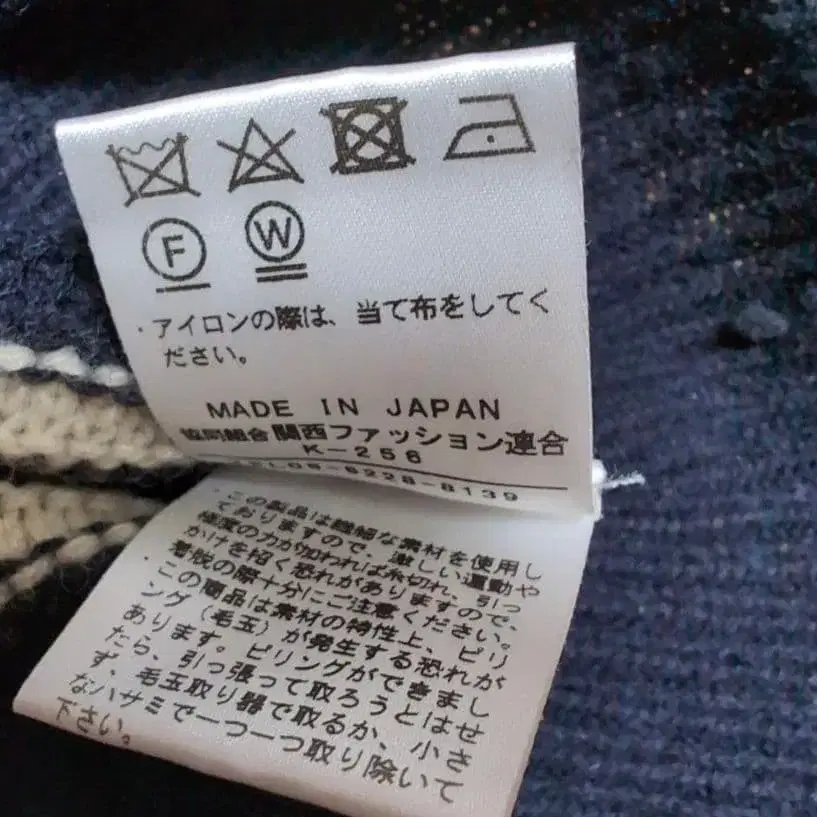 F W
・アイロンの際は、当て布をしてく
ださい。
MADE IN JAPAN
協同組合 関西ファッション連合
K-256
TEL06-6228-8139
・この製品は繊細な素材を使用し
ておりますので、激しい運動や
極度の力が加われば糸切れ、引っ
かけを招く恐れがありますので、
着脱の際十分にご注意ください。
・この商品は素材の特性上、ピリ
ング(毛玉)が発生する恐れが
あります。ピリングができまし
たら、引っ張って取ろうとはせ
ず、毛玉取り器で取るか、小さ
なハサミで一つ一つ取り除いて
下さい。